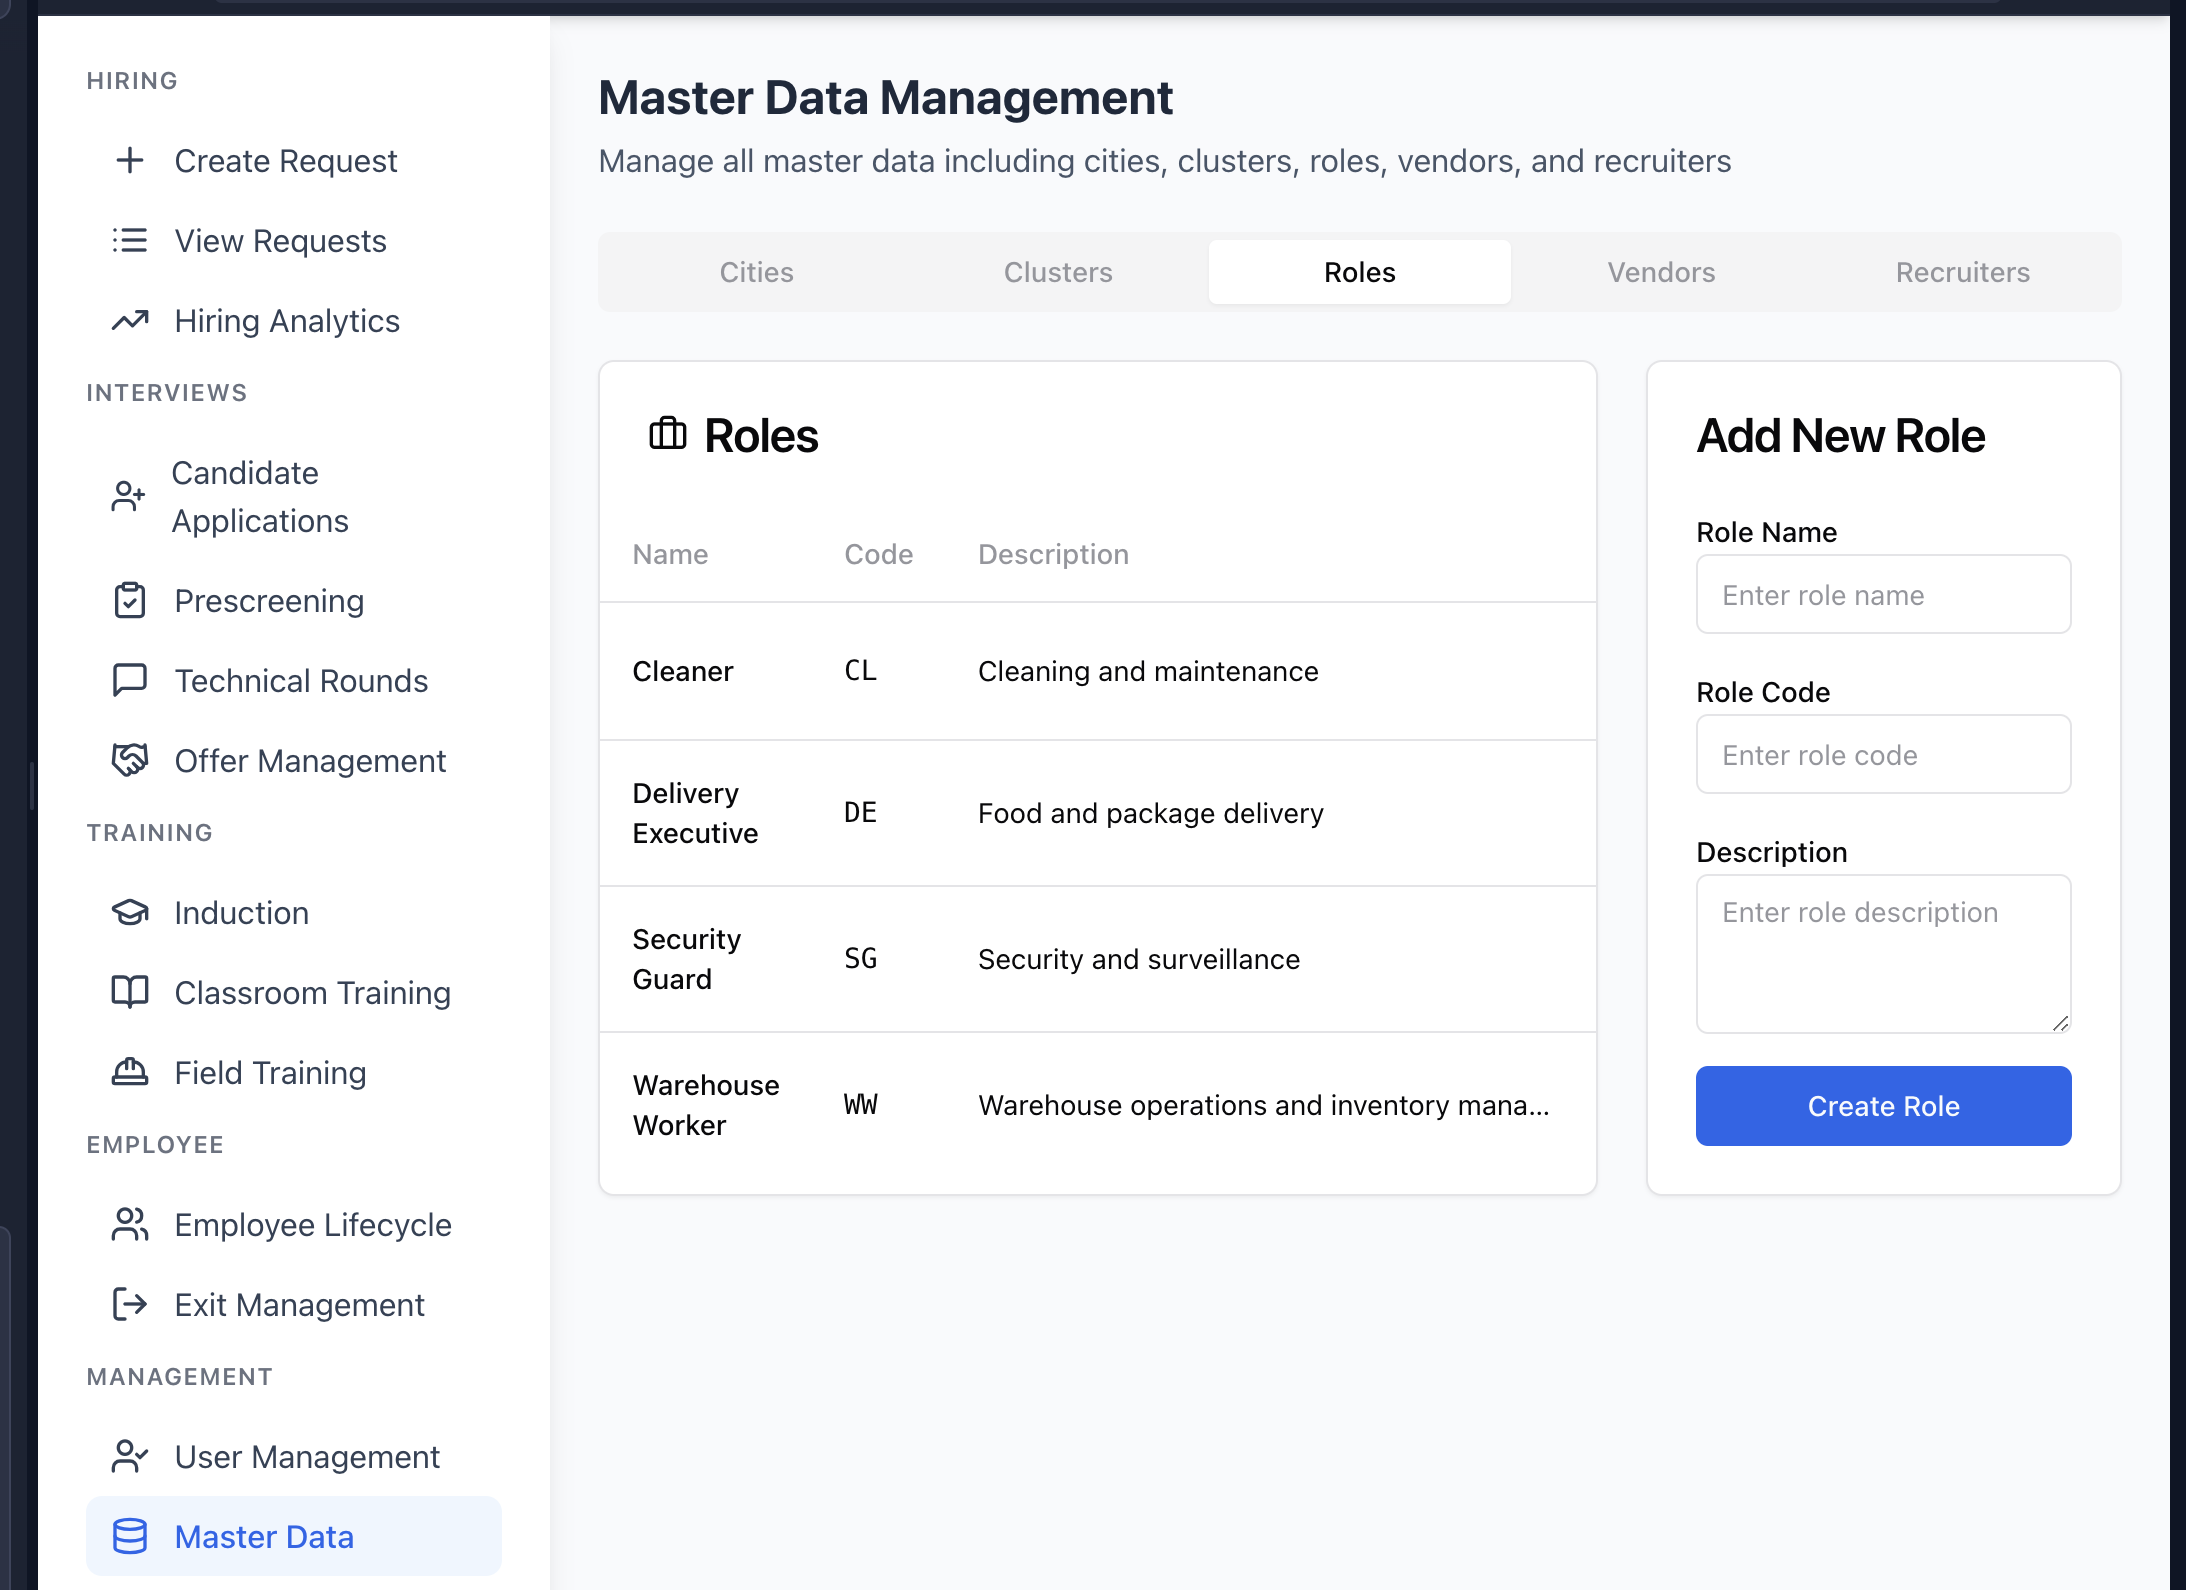 HIRING
Create Request
View Requests
Hiring Analytics
INTERVIEWS
Candidate
Applications
Prescreening
Technical Rounds
Offer Management
TRAINING
Induction
Classroom Training
Field Training
EMPLOYEE
Employee Lifecycle
Exit Management
MANAGEMENT
User Management
Master Data
Master Data Management
Manage all master data including cities, clusters, roles, vendors, and recruiters
Cities Clusters Roles Vendors Recruiters
Roles
Name Code Description
Cleaner CL Cleaning and maintenance
Delivery
Executive DE Food and package delivery
Security
Guard SG Security and surveillance
Warehouse
Worker WW Warehouse operations and inventory mana...
Add New Role
Role Name
Enter role name
Role Code
Enter role code
Description
Enter role description
Create Role